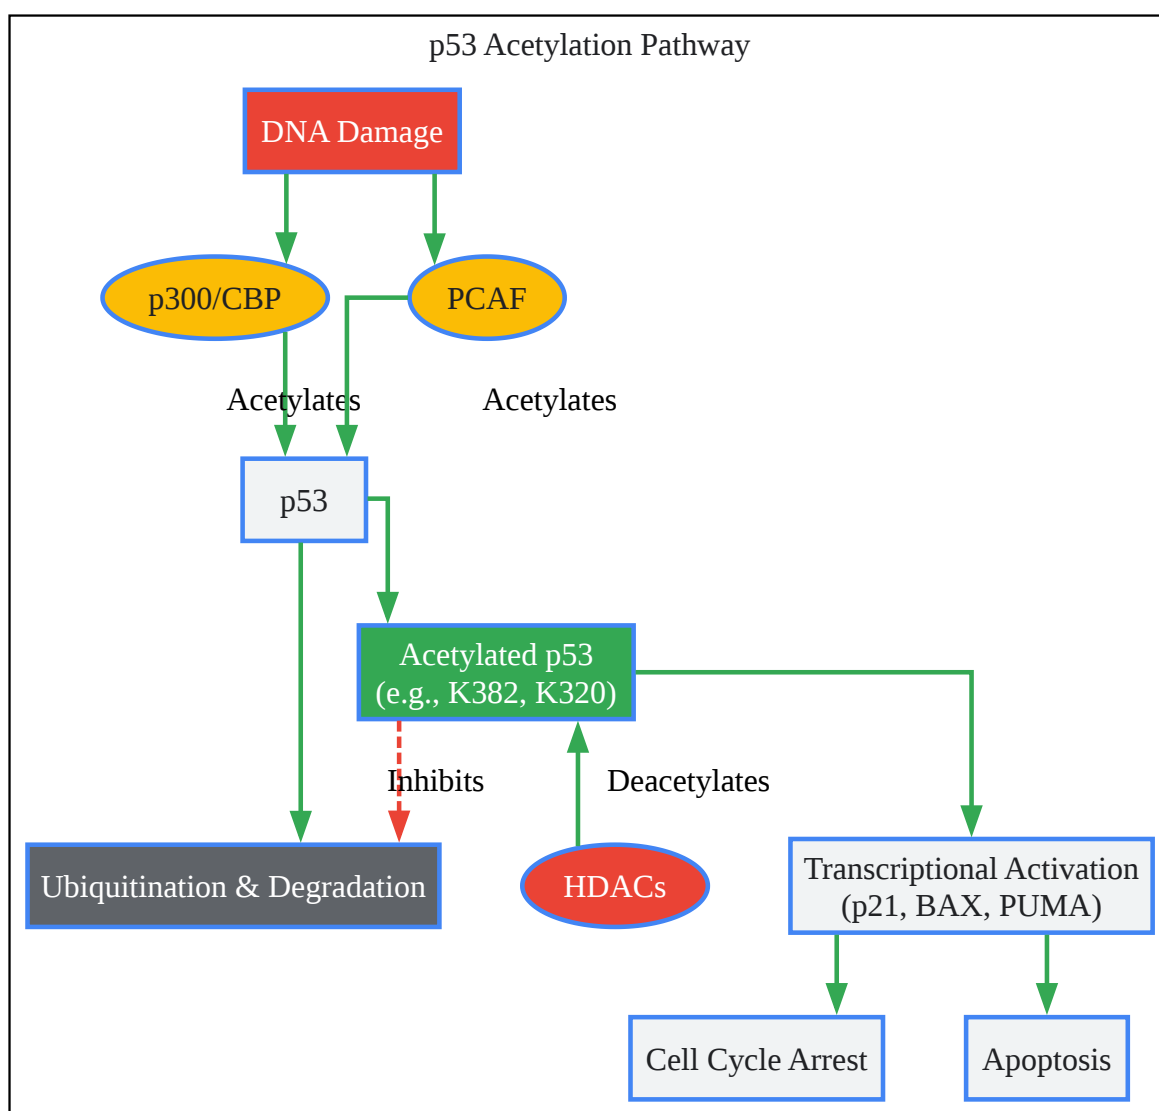 p53 Acetylation Pathway
DNA Damage
p300/CBP
PCAF
Acetylates
Acetylates
p53
Acetylated p53
(e.g., K382, K320)
Inhibits
Deacetylates
Ubiquitination & Degradation
HDACs
Transcriptional Activation
(p21, BAX, PUMA)
Cell Cycle Arrest
Apoptosis